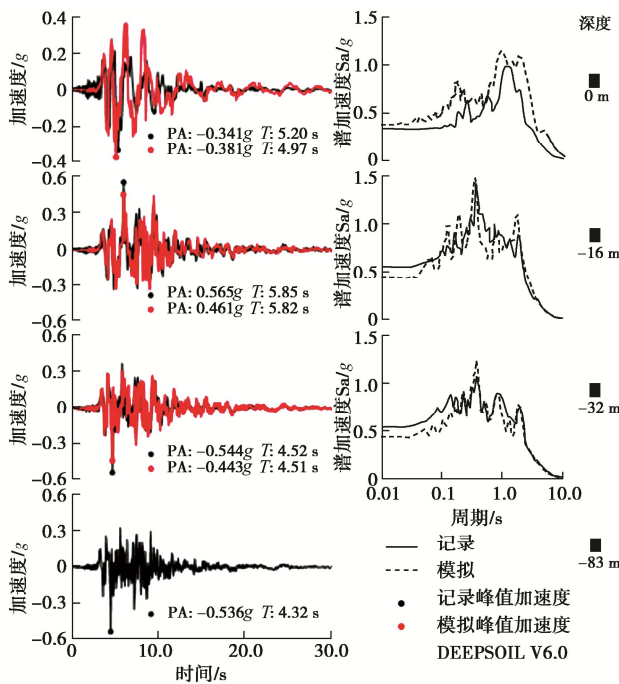 加速度/g
0.4
0.2
0
−0.2
−0.4
PA: −0.341g T: 5.20 s
PA: −0.381g T: 4.97 s
谱加速度Sa/g
1.5
1.0
0.5
0
深度
0 m
加速度/g
0.6
0.3
0
−0.3
−0.6
PA: 0.565g T: 5.85 s
PA: 0.461g T: 5.82 s
谱加速度Sa/g
1.5
1.0
0.5
0
−16 m
加速度/g
0.6
0.3
0
−0.3
−0.6
PA: −0.544g T: 4.52 s
PA: −0.443g T: 4.51 s
谱加速度Sa/g
1.5
1.0
0.5
0
0.01 0.1 1.0 10.0
周期/s
−32 m
加速度/g
0.6
0.3
0
−0.3
−0.6
PA: −0.536g T: 4.32 s
0 10.0 20.0 30.0
时间/s
−83 m
记录
模拟
记录峰值加速度
模拟峰值加速度
DEEPSOIL V6.0